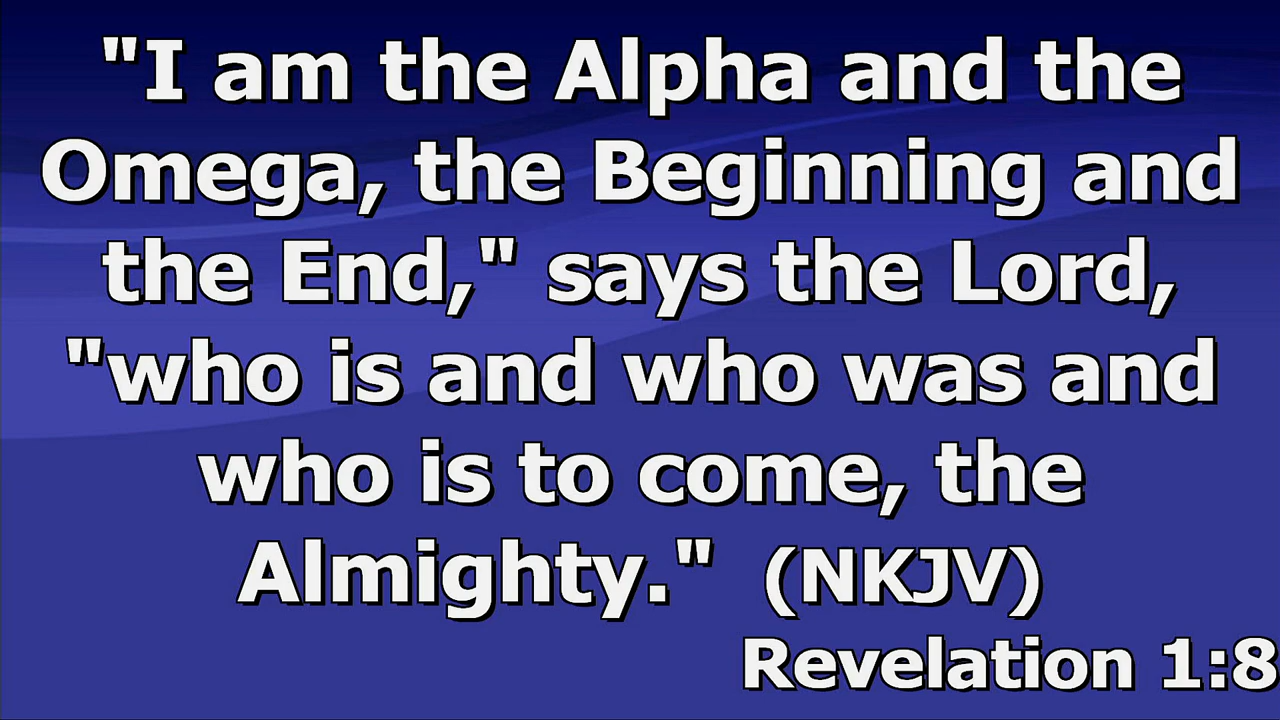 "I am the Alpha and the
Omega, the Beginning and
the End," says the Lord,
"who is and who was and
who is to come, the
Almighty." (NKJV)
Revelation 1:8